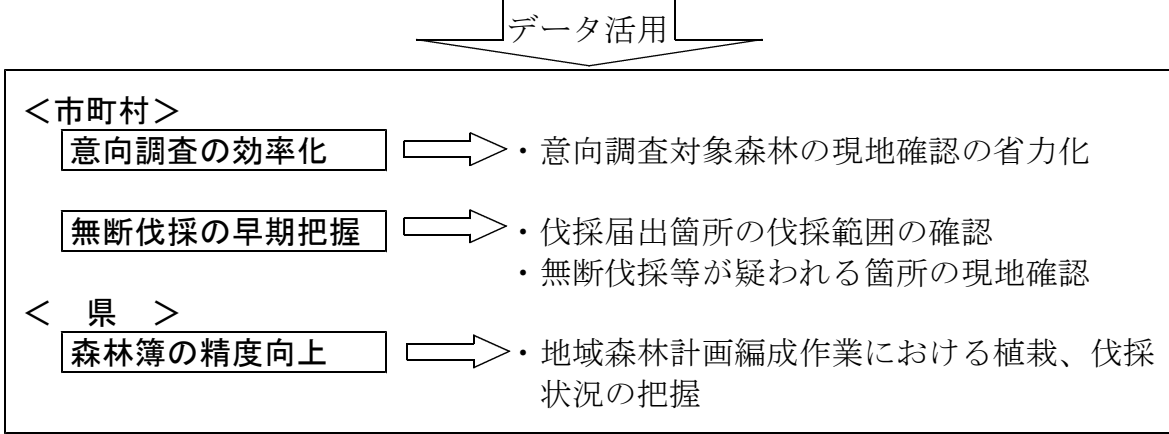 データ活用
＜市町村＞
意向調査の効率化 ・意向調査対象森林の現地確認の省力化
無断伐採の早期把握 ・伐採届出箇所の伐採範囲の確認
・無断伐採等が疑われる箇所の現地確認
＜　県　＞
森林簿の精度向上 ・地域森林計画編成作業における植栽、伐採
状況の把握